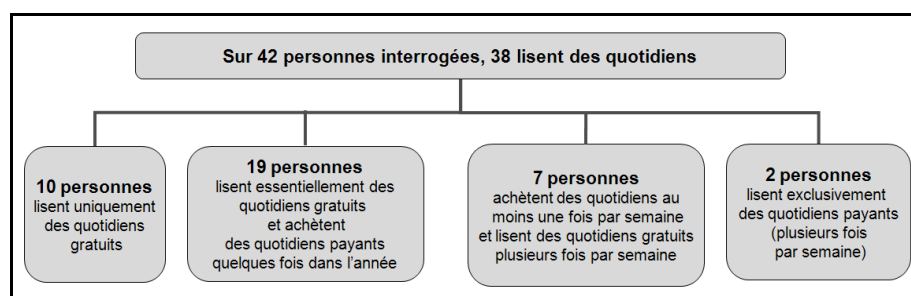 Sur 42 personnes interrogées, 38 lisent des quotidiens
10 personnes
lisent uniquement
des quotidiens
gratuits
19 personnes
lisent essentiellement des
quotidiens gratuits
et achètent
des quotidiens payants
quelques fois dans l'année
7 personnes
achètent des quotidiens au
moins une fois par semaine
et lisent des quotidiens gratuits
plusieurs fois par semaine
2 personnes
lisent exclusivement
des quotidiens payants
(plusieurs fois
par semaine)